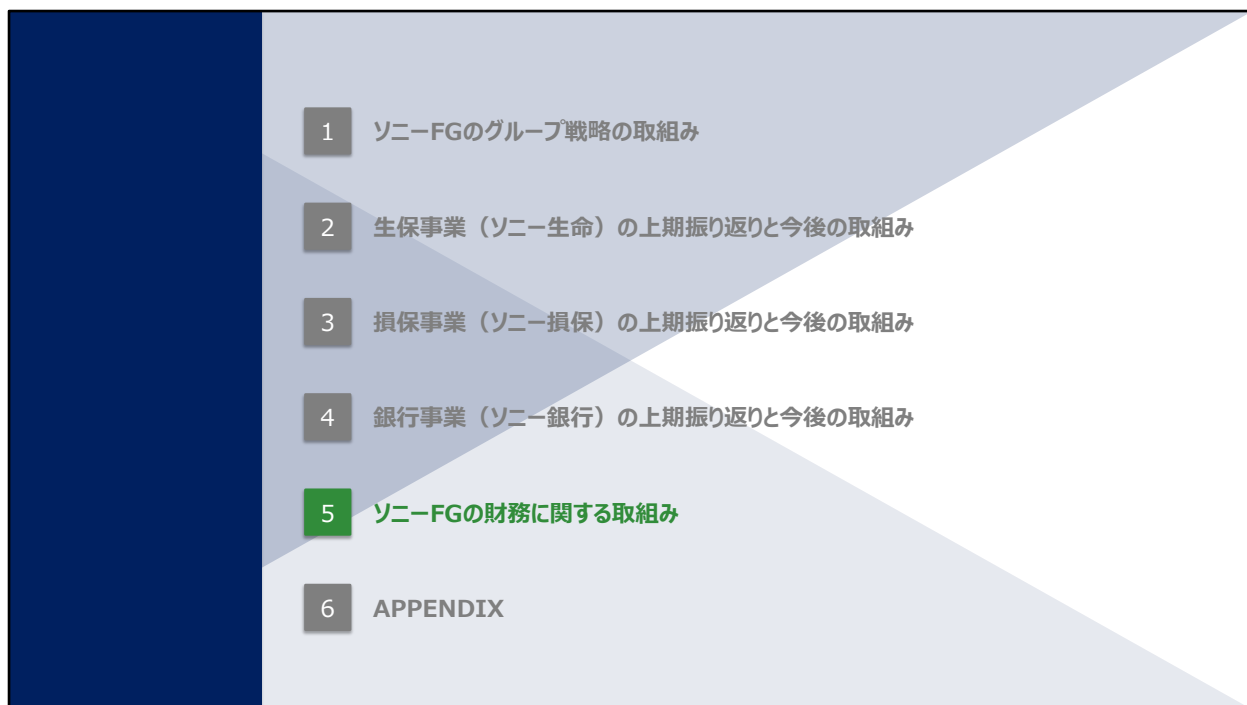 1 ソニーFGのグループ戦略の取組み
2 生保事業（ソニー生命）の上期振り返りと今後の取組み
3 損保事業（ソニー損保）の上期振り返りと今後の取組み
4 銀行事業（ソニー銀行）の上期振り返りと今後の取組み
5 ソニーFGの財務に関する取組み
6 APPENDIX